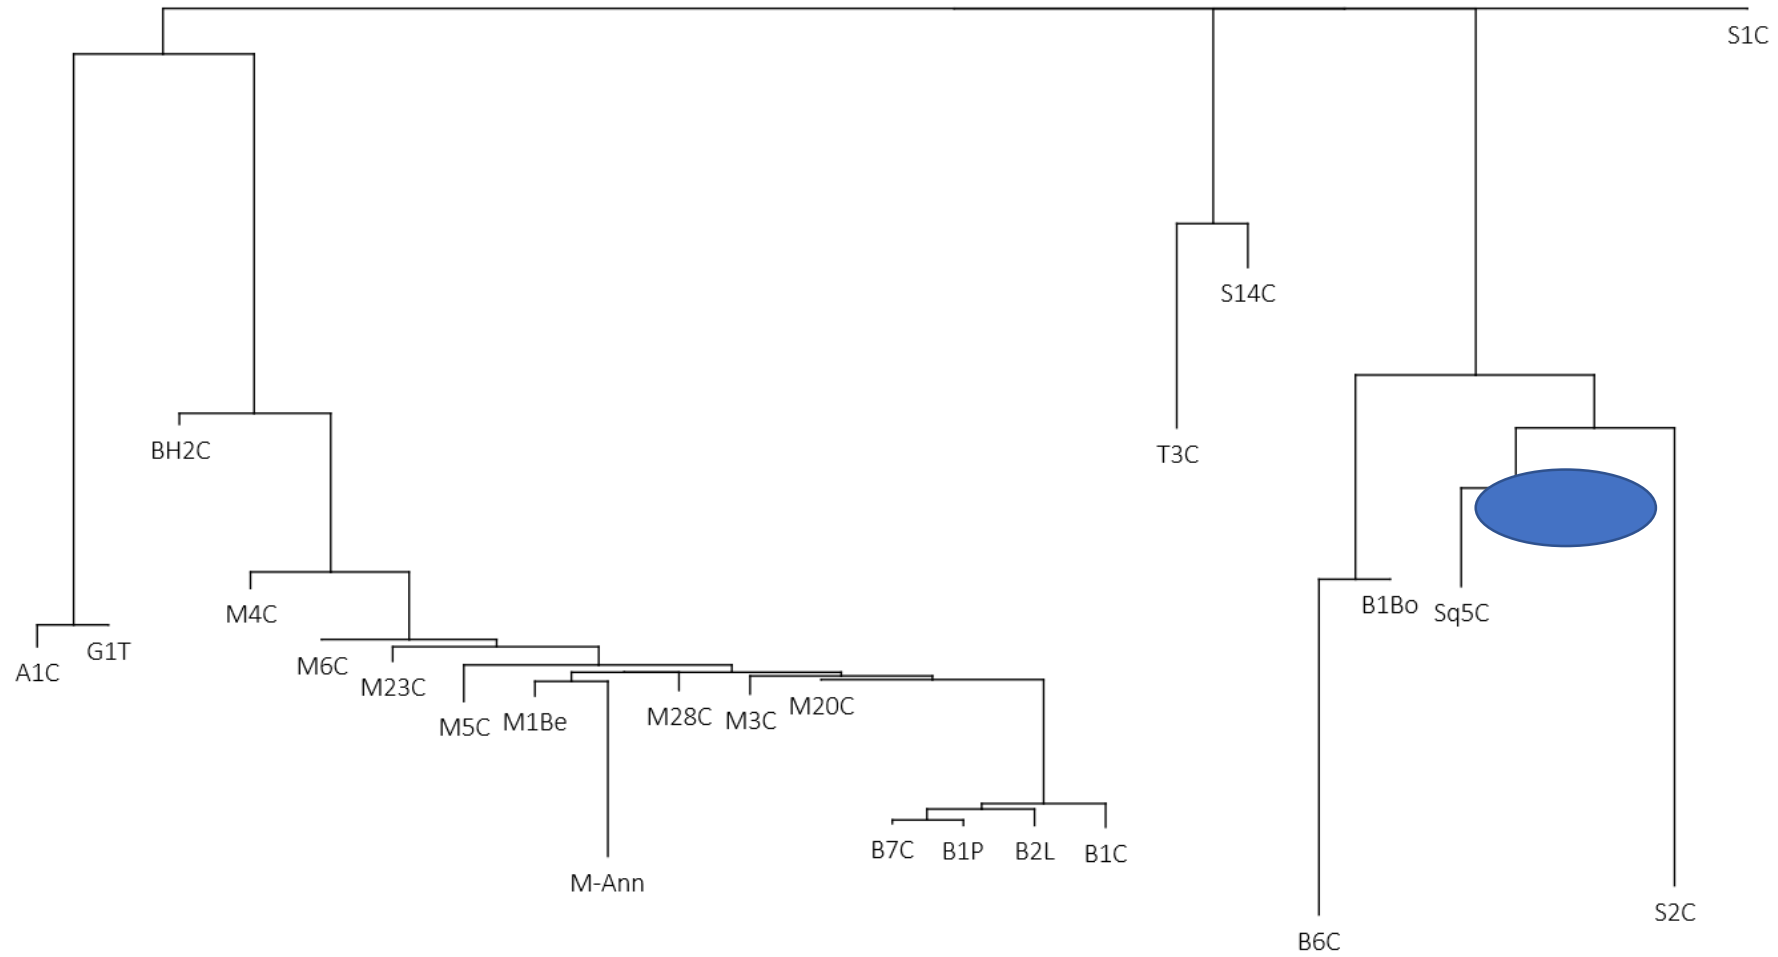 S1C
S14C
BH2C
T3C
M4C
B1Bo
Sq5C
G1T
A1C
M6C
M23C
M5C
M1Be
M28C
M3C
M20C
B7C
B1P
B2L
B1C
M-Ann
S2C
B6C